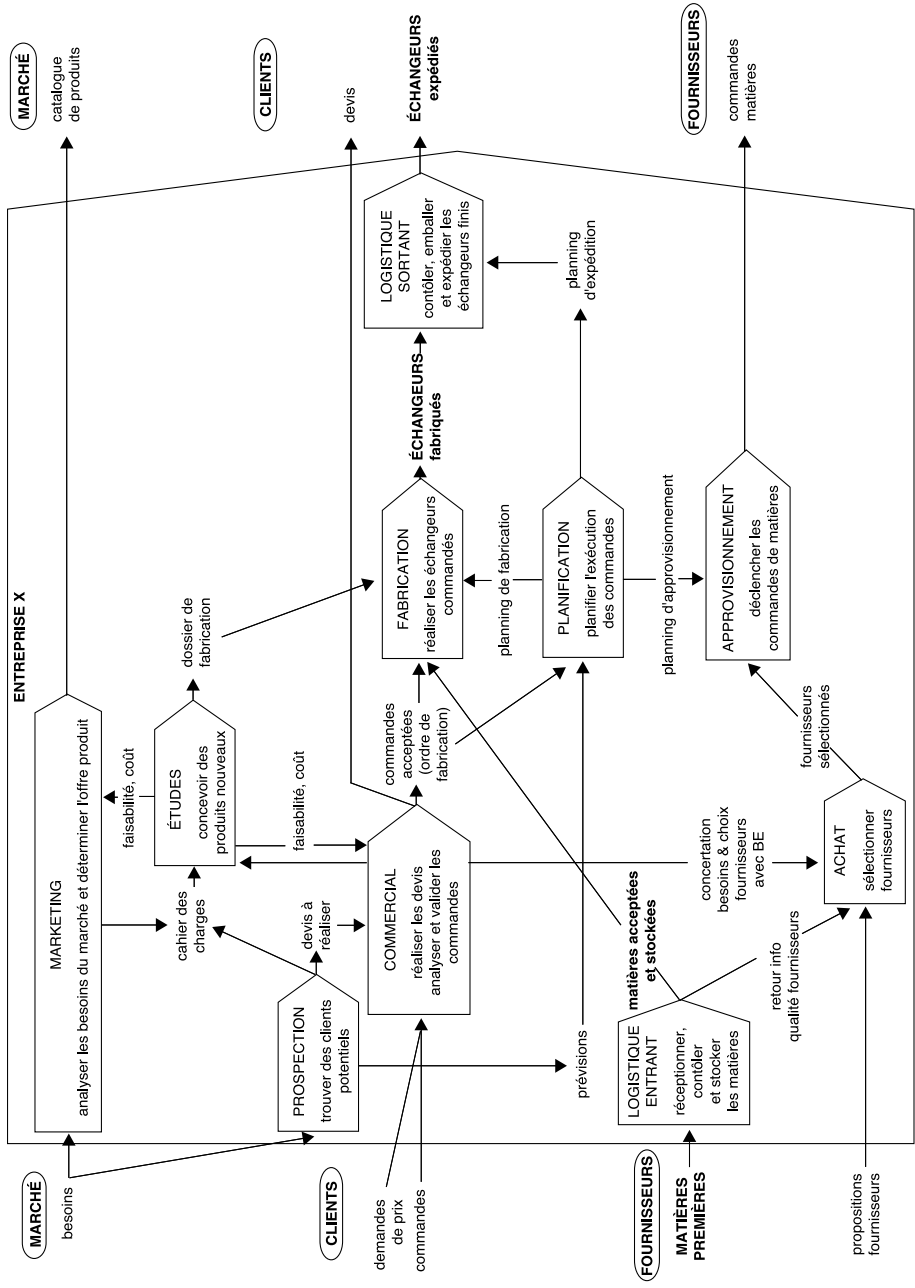 ENTREPRISE X
MARCHÉ
besoins
MARKETING
analyser les besoins du marché et déterminer l'offre produit
MARCHÉ
catalogue
de produits
faisabilité, coût
cahier des
charges
ÉTUDES
concevoir des
produits nouveaux
dossier de
fabrication
faisabilité, coût
CLIENTS
PROSPECTION
trouver des clients
potentiels
devis à
réaliser
CLIENTS
devis
demandes
de prix
commandes
COMMERCIAL
réaliser les devis
analyser et valider les
commandes
commandes
acceptées
(ordre de
fabrication)
FABRICATION
réaliser les échangeurs
commandés
ÉCHANGEURS
fabriqués
LOGISTIQUE
SORTANT
contôler, emballer
et expédier les
échangeurs finis
ÉCHANGEURS
expédiés
planning de fabrication
prévisions
PLANIFICATION
planifier l'exécution
des commandes
planning
d'expédition
planning d'approvisionnement
FOURNISSEURS
MATIÈRES
PREMIÈRES
LOGISTIQUE
ENTRANT
réceptionner,
contôler
et stocker
les matières
matières acceptées
et stockées
concertation
besoins & choix
fournisseurs
avec BE
APPROVISIONNEMENT
déclencher les
commandes de matières
FOURNISSEURS
commandes
matières
retour info
qualité fournisseurs
fournisseurs
sélectionnés
propositions
fournisseurs
ACHAT
sélectionner
fournisseurs